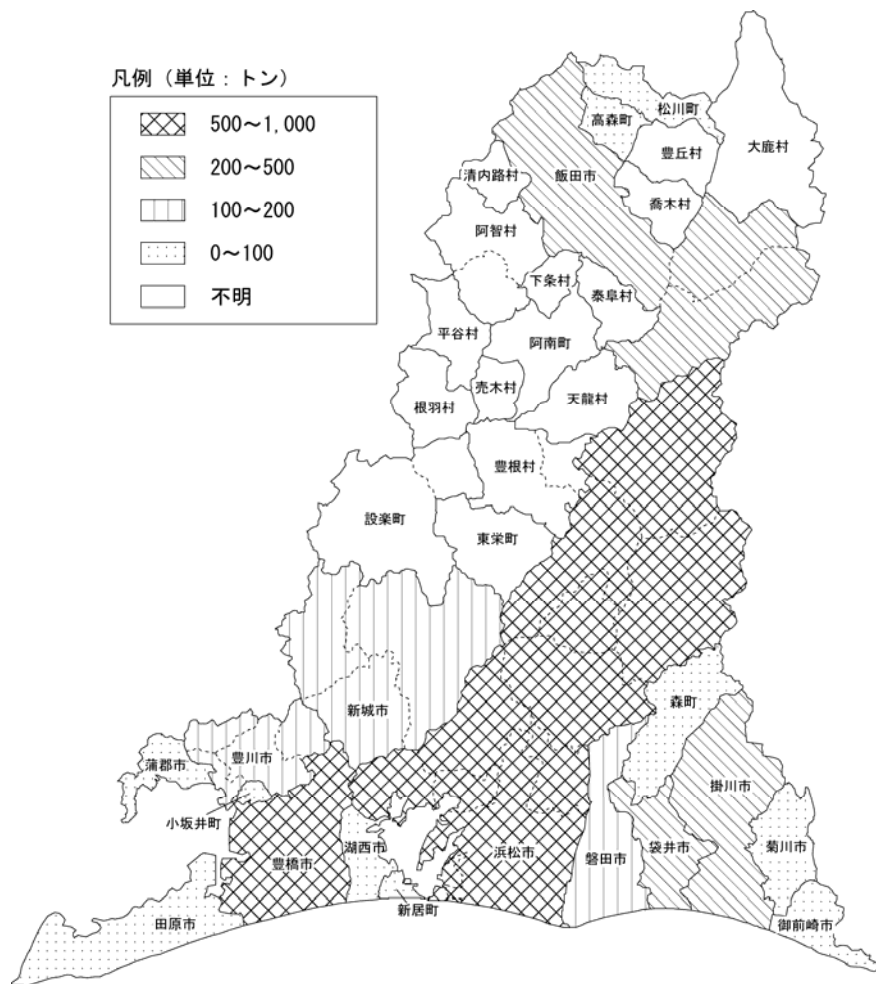 凡例（単位：トン）
500～1,000
200～500
100～200
0～100
不明
松川町
高森町
大鹿村
豊丘村
清内路村
飯田市
喬木村
阿智村
下条村
泰阜村
平谷村
阿南町
売木村
天龍村
根羽村
豊根村
設楽町
東栄町
森町
新城市
豊川市
蒲郡市
掛川市
小坂井町
湖西市
浜松市
袋井市
菊川市
豊橋市
磐田市
新居町
田原市
御前崎市